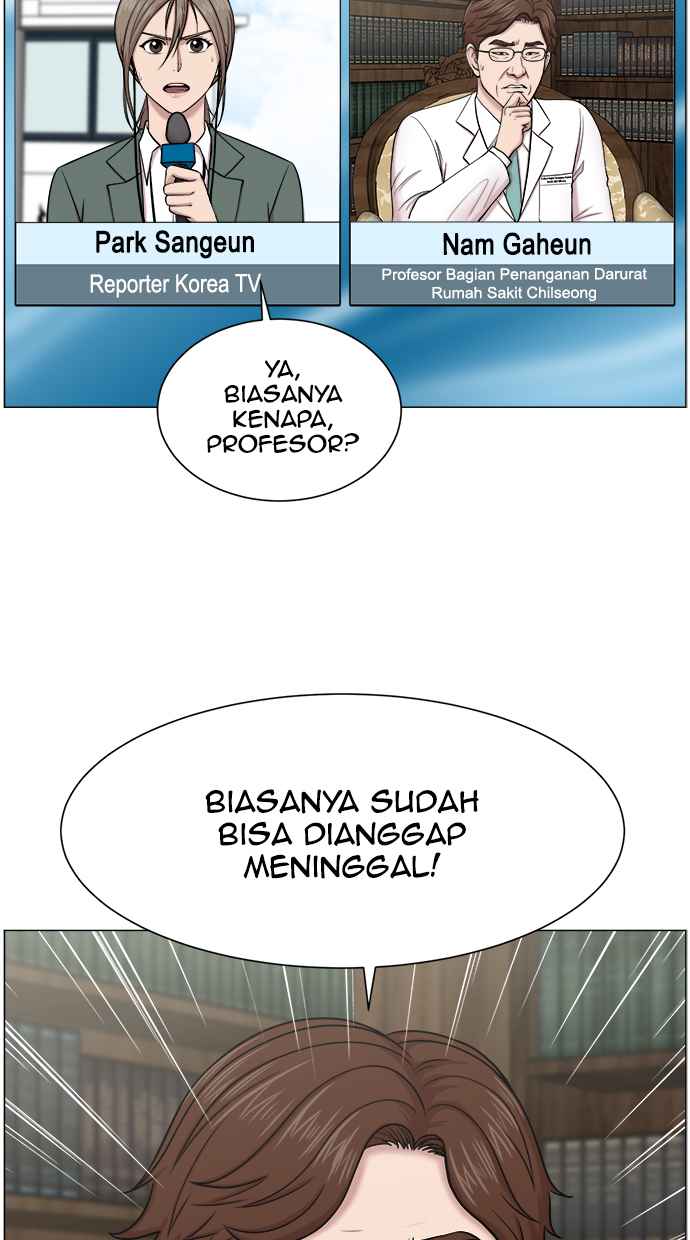 Park Sangeun
Reporter Korea TV
Nam Gaheun
Profesor Bagian Penanganan Darurat
Rumah Sakit Chilseong
YA,
BIASANYA
KENAPA,
PROFESOR?
BIASANYA SUDAH
BISA DIANGGAP
MENINGGAL!